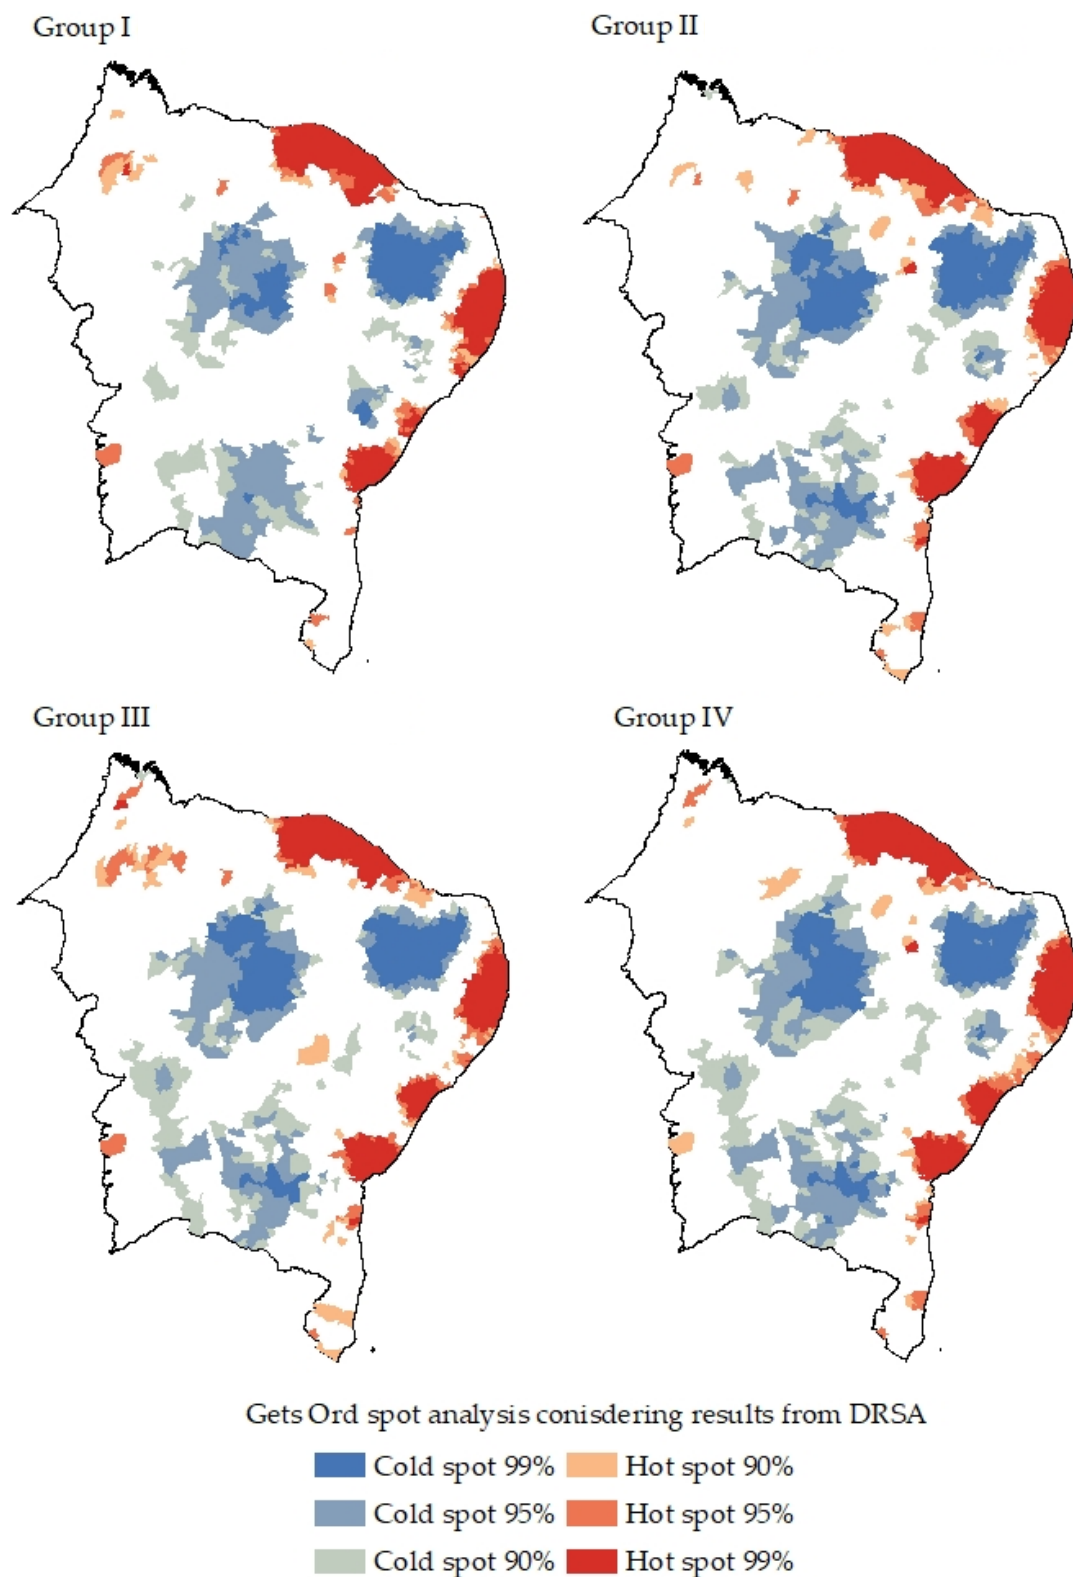 Group I
Group II
Group III
Group IV
Gets Ord spot analysis conisdering results from DRSA
Cold spot 99%
Hot spot 90%
Cold spot 95%
Hot spot 95%
Cold spot 90%
Hot spot 99%